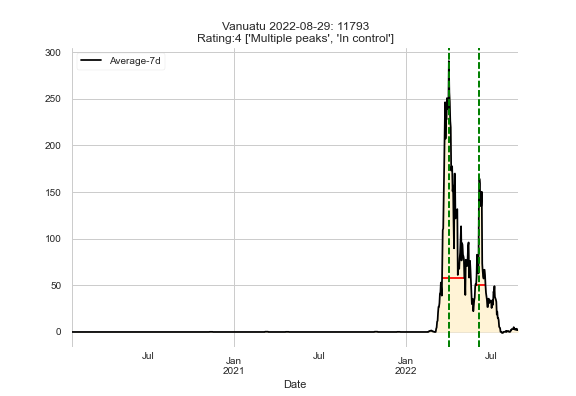 Vanuatu 2022-08-29: 11793
Rating:4 ['Multiple peaks', 'In control']
300
Average-7d
250
200
150
100
50
0
Jul Jan Jul Jan Jul
2021 2022
Date